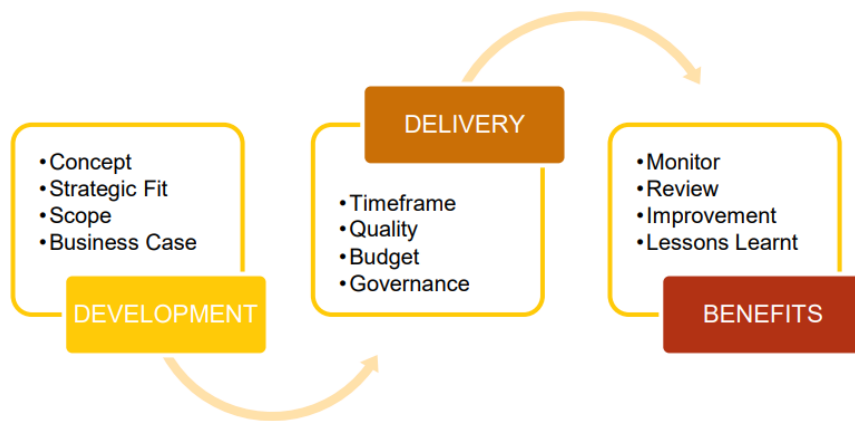 •Concept
•Strategic Fit
•Scope
•Business Case
DEVELOPMENT
DELIVERY
•Timeframe
•Quality
•Budget
•Governance
•Monitor
•Review
•Improvement
•Lessons Learnt
BENEFITS